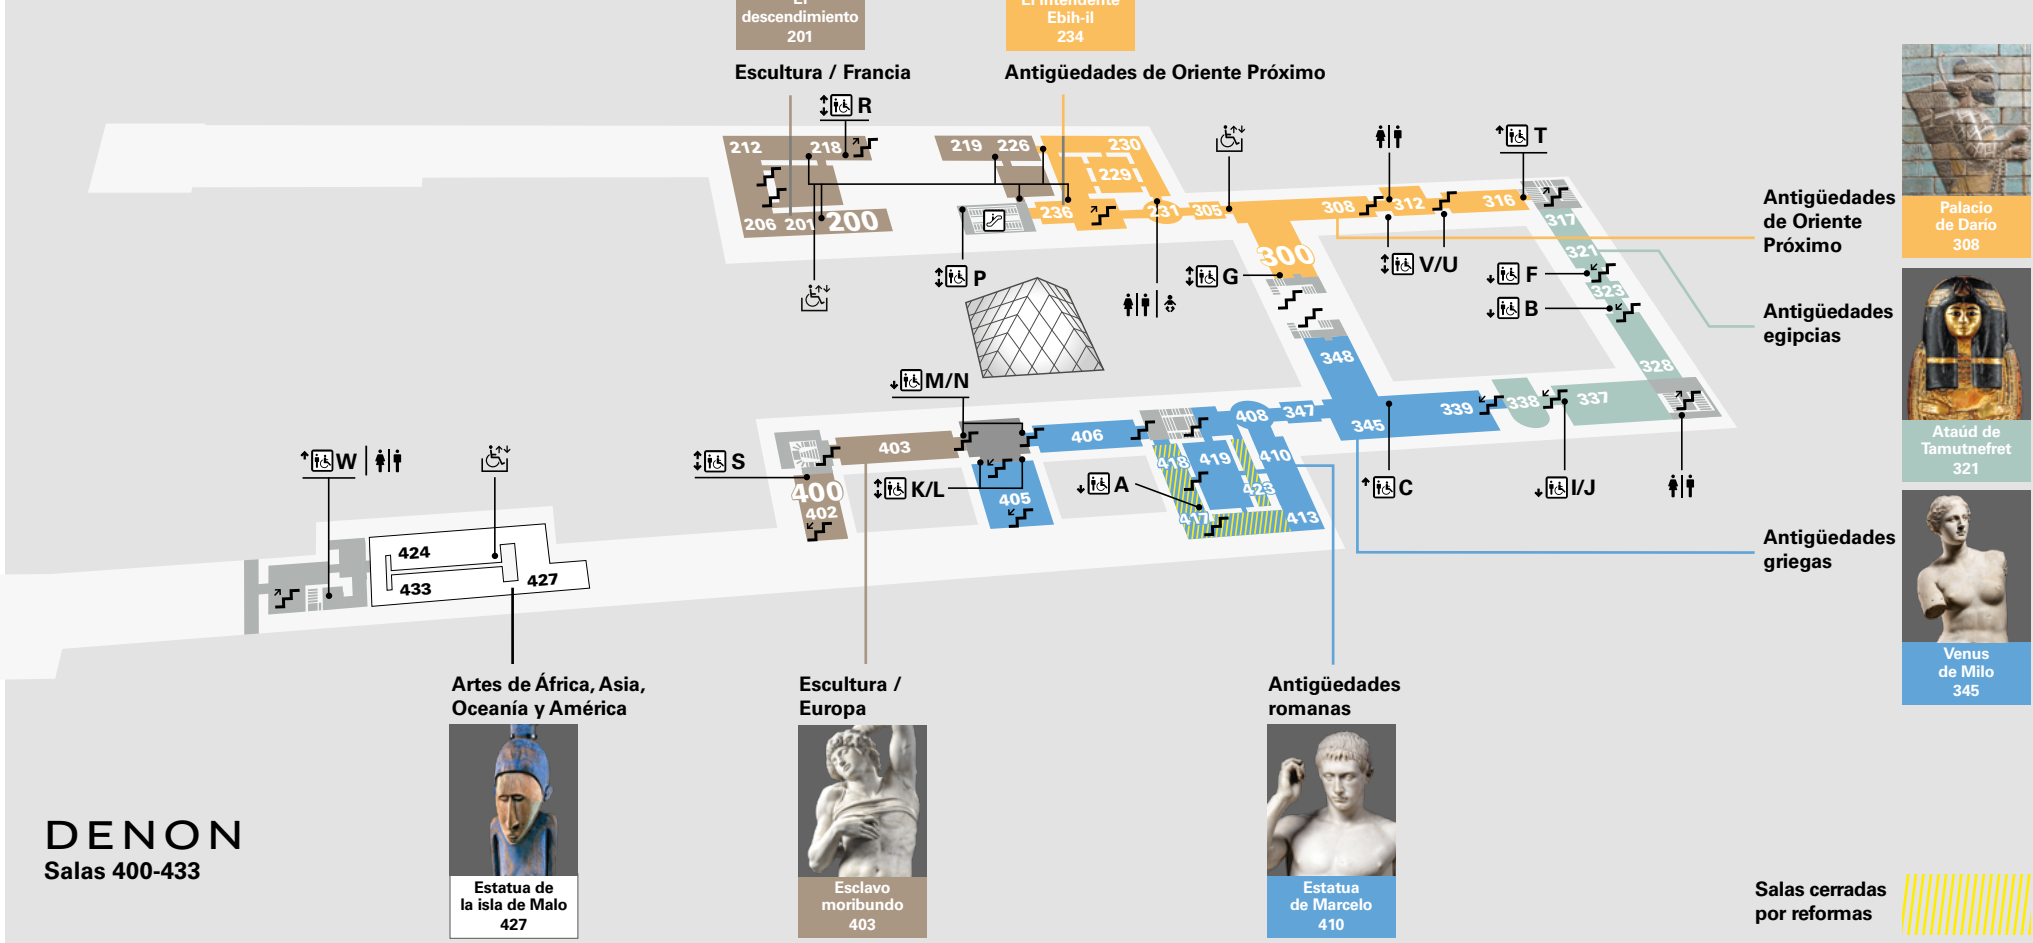 El
descendimiento
201
El intendente
Ebih-il
234
Escultura / Francia
Antigüedades de Oriente Próximo
R
212
218
219
226
230
229
T
206
201
200
236
231
305
308
312
316
317
Antigüedades
de Oriente
Próximo
Palacio
de Darío
308
P
G
300
V/U
321
F
323
B
Antigüedades
egipcias
348
328
M/N
Ataúd de
Tamutnefret
321
408
347
345
339
338
337
W
S
403
406
418
419
410
400
402
K/L
405
A
423
417
413
C
I/J
Antigüedades
griegas
424
433
427
Venus
de Milo
345
Artes de África, Asia,
Oceanía y América
Escultura /
Europa
Antigüedades
romanas
DENON
Salas 400-433
Estatua de
la isla de Malo
427
Esclavo
moribundo
403
Estatua
de Marcelo
410
Salas cerradas
por reformas